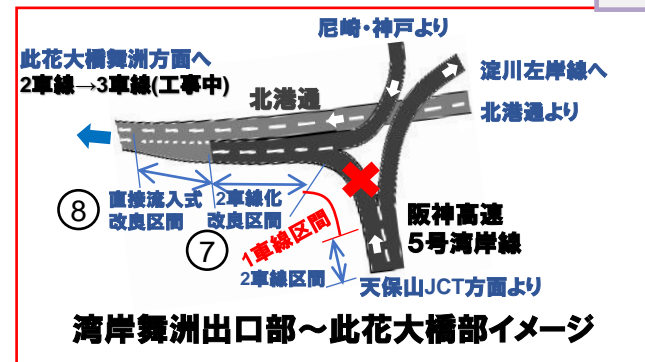 尼崎・神戸より
此花大橋舞洲方面へ
2車線→3車線(工事中)
淀川左岸線へ
北港通
北港通より
⑧
直接流入式
改良区間
2車線化
改良区間
⑦
1車線区間
2車線区間
阪神高速
5号湾岸線
天保山JCT方面より
湾岸舞洲出口部～此花大橋部イメージ